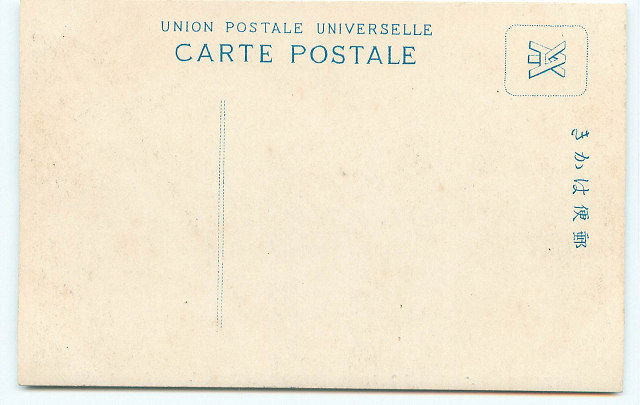 UNION POSTALE UNIVERSELLE
CARTE POSTALE
郵便はかき